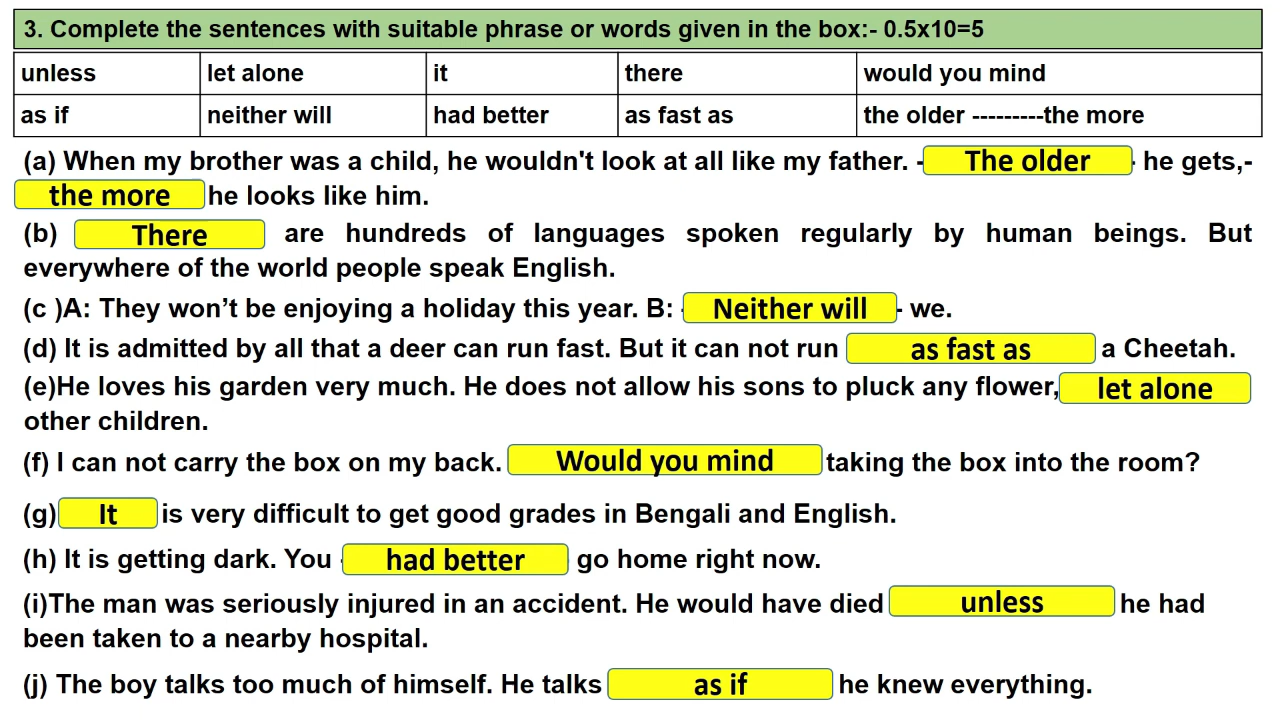 3. Complete the sentences with suitable phrase or words given in the box:- 0.5x10=5
unless let alone it there would you mind
as if neither will had better as fast as the older ---------the more
(a) When my brother was a child, he wouldn't look at all like my father. - The older - he gets,-
the more he looks like him.
(b) There are hundreds of languages spoken regularly by human beings. But
everywhere of the world people speak English.
(c )A: They won’t be enjoying a holiday this year. B: - Neither will - we.
(d) It is admitted by all that a deer can run fast. But it can not run as fast as a Cheetah.
(e)He loves his garden very much. He does not allow his sons to pluck any flower, let alone
other children.
(f) I can not carry the box on my back. Would you mind taking the box into the room?
(g) It is very difficult to get good grades in Bengali and English.
(h) It is getting dark. You - had better go home right now.
(i)The man was seriously injured in an accident. He would have died unless he had
been taken to a nearby hospital.
(j) The boy talks too much of himself. He talks as if he knew everything.